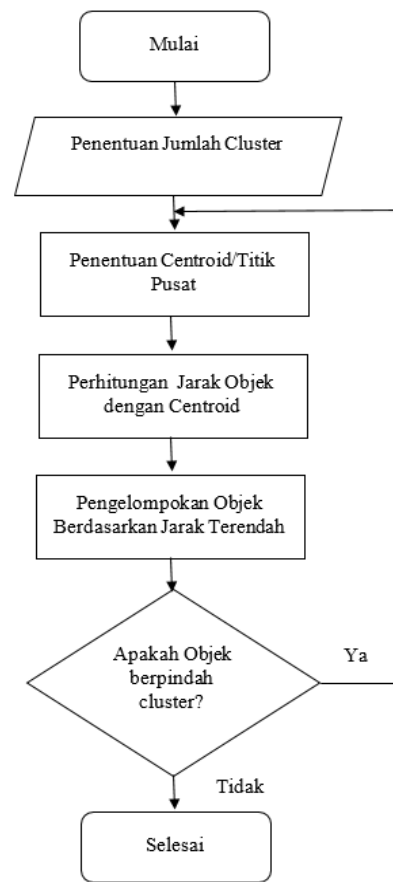 Mulai
Penentuan Jumlah Cluster
Penentuan Centroid/Titik
Pusat
Perhitungan Jarak Objek
dengan Centroid
Pengelompokan Objek
Berdasarkan Jarak Terendah
Apakah Objek
berpindah
cluster?
Ya
Tidak
Selesai